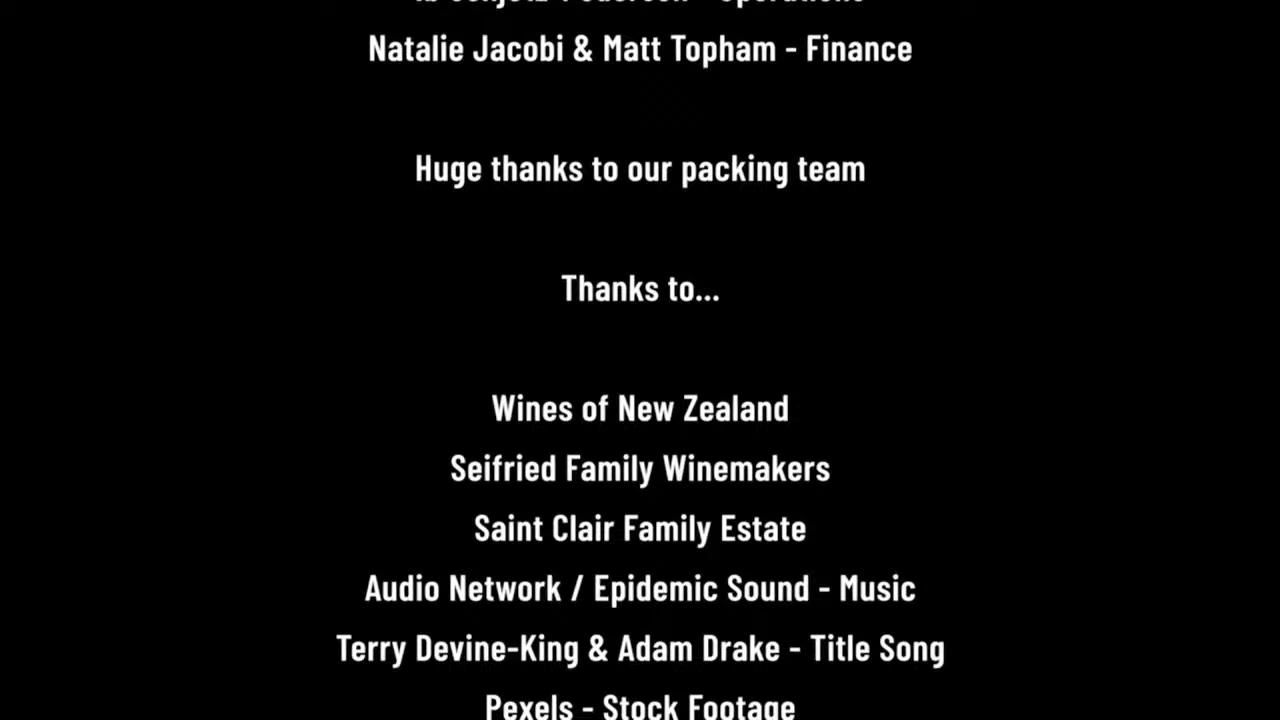 Natalie Jacobi & Matt Topham - Finance
Huge thanks to our packing team
Thanks to...
Wines of New Zealand
Seifried Family Winemakers
Saint Clair Family Estate
Audio Network / Epidemic Sound - Music
Terry Devine-King & Adam Drake - Title Song
Pexels - Stock Footage